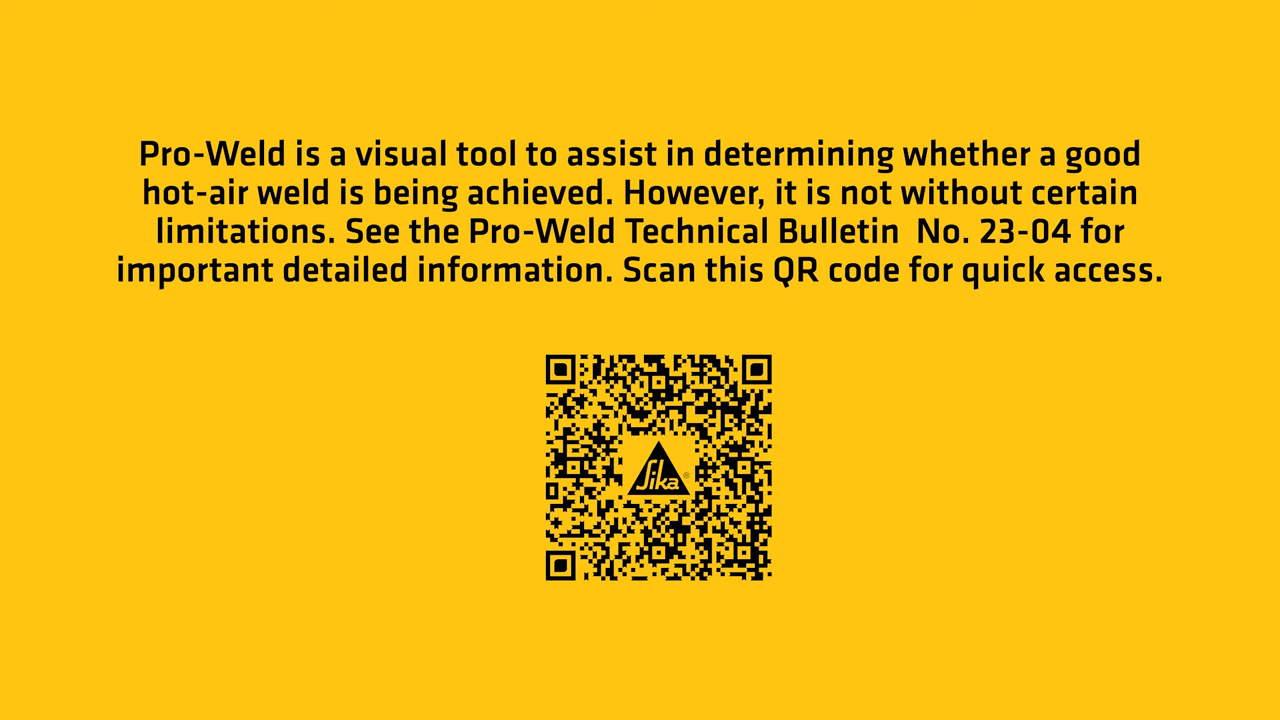 Pro-Weld is a visual tool to assist in determining whether a good
hot-air weld is being achieved. However, it is not without certain
limitations. See the Pro-Weld Technical Bulletin  No. 23-04 for
important detailed information. Scan this QR code for quick access.
Sika®